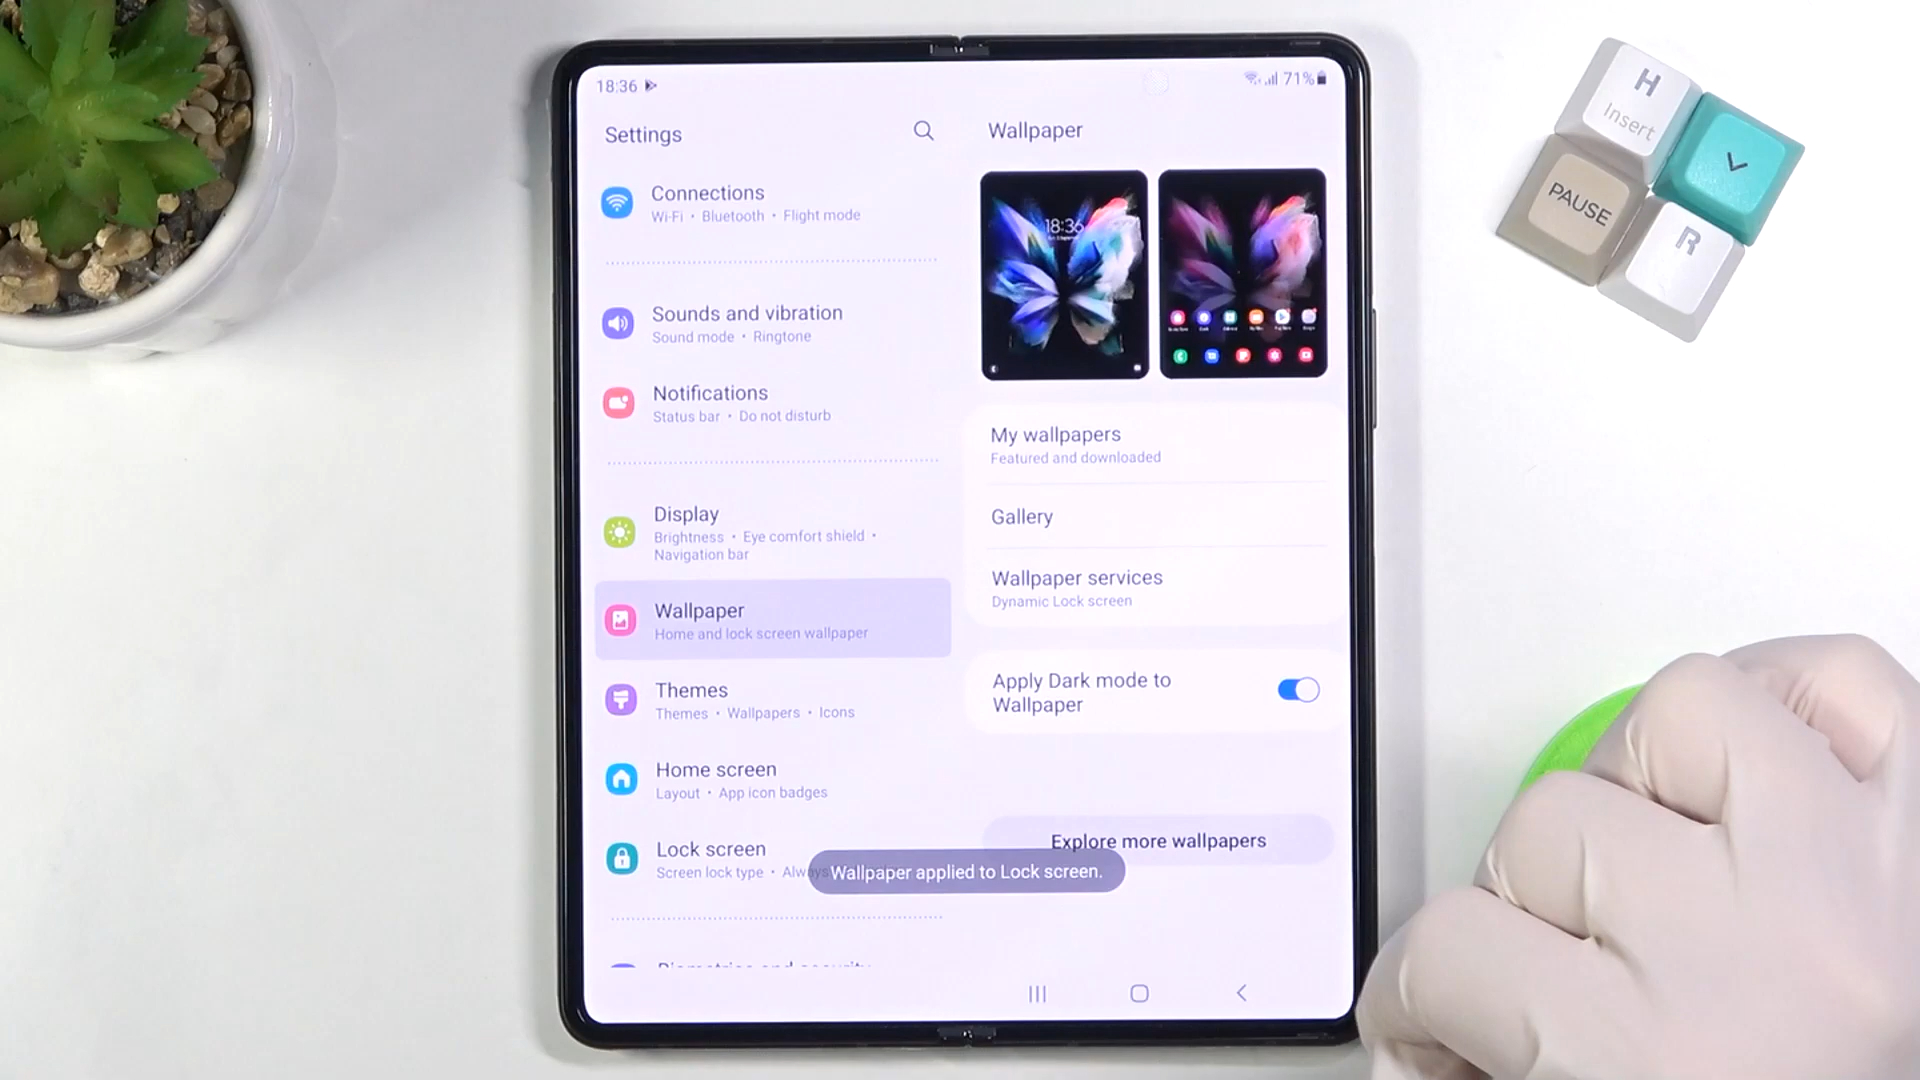 18:36
71%
Settings
Wallpaper
Connections
Wi-Fi • Bluetooth • Flight mode
Sounds and vibration
Sound mode • Ringtone
Notifications
Status bar • Do not disturb
Display
Brightness • Eye comfort shield •
Navigation bar
Wallpaper
Home and lock screen wallpaper
Themes
Themes • Wallpapers • Icons
Home screen
Layout • App icon badges
Lock screen
Screen lock type •
18:36
My wallpapers
Featured and downloaded
Gallery
Wallpaper services
Dynamic Lock screen
Apply Dark mode to
Wallpaper
Explore more wallpapers
Wallpaper applied to Lock screen.
H
Insert
PAUSE
R